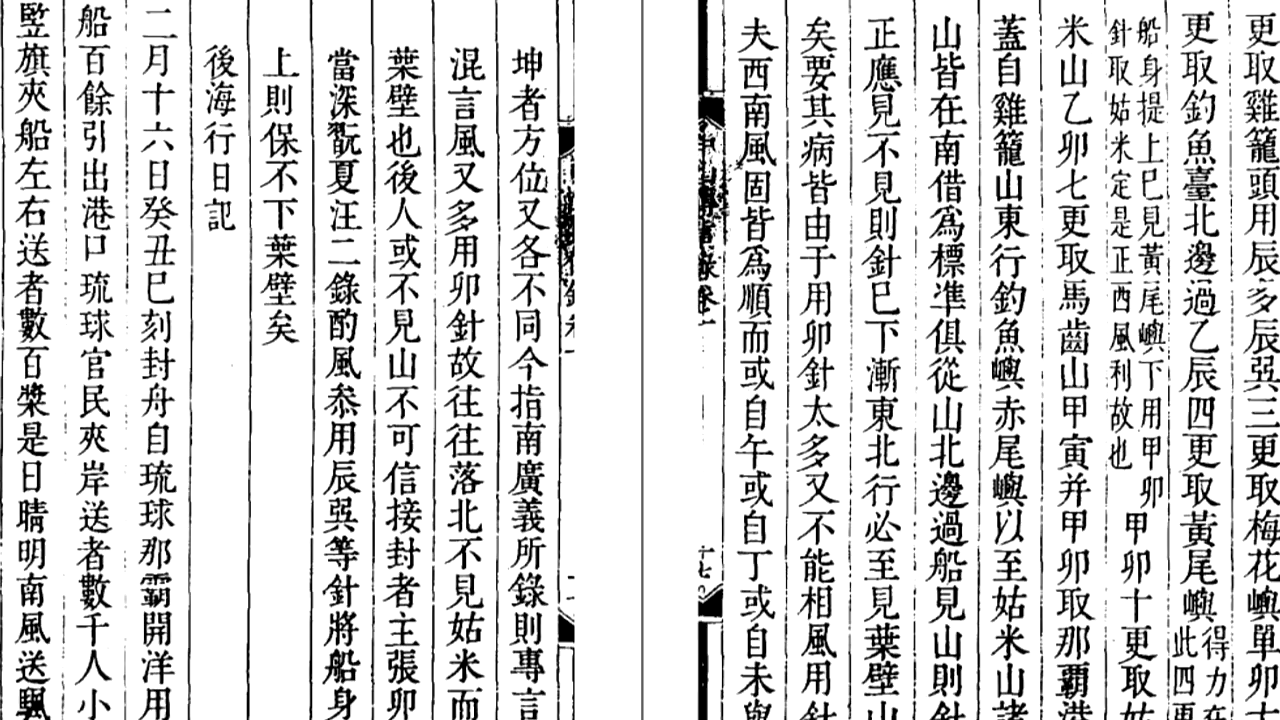 更取雞籠頭用辰多辰巽三更取梅花嶼單卯十
更取釣魚臺北邊過乙辰四更取黃尾嶼
得力在
此四更
船身提上巳見黃尾嶼下用甲卯
針取姑米定是正西風利故也
甲卯十更取姑
米山乙卯七更取馬齒山甲寅并甲卯取那霸港
蓋自雞籠山東行釣魚嶼赤尾嶼以至姑米山諸
山皆在南借為標準俱從山北邊過船見山則針
正應見不見則針已下漸東北行必至見葉壁山
矣要其病皆由于用卯針太多又不能相風用針
夫西南風固皆為順而或自午或自丁或自未與
十七
坤者方位又各不同今指南廣義所錄則專言
混言風又多用卯針故往往落北不見姑米而
葉壁也後人或不見山不可信接封者主張卯
當深翫夏汪二錄酌風叅用辰巽等針將船身
上則保不下葉壁矣
後海行日記
二月十六日癸丑巳刻封舟自琉球那霸開洋用
船百餘引出港口琉球官民夾岸送者數千人小
竪旗夾船左右送者數百槳是日晴明南風送颿